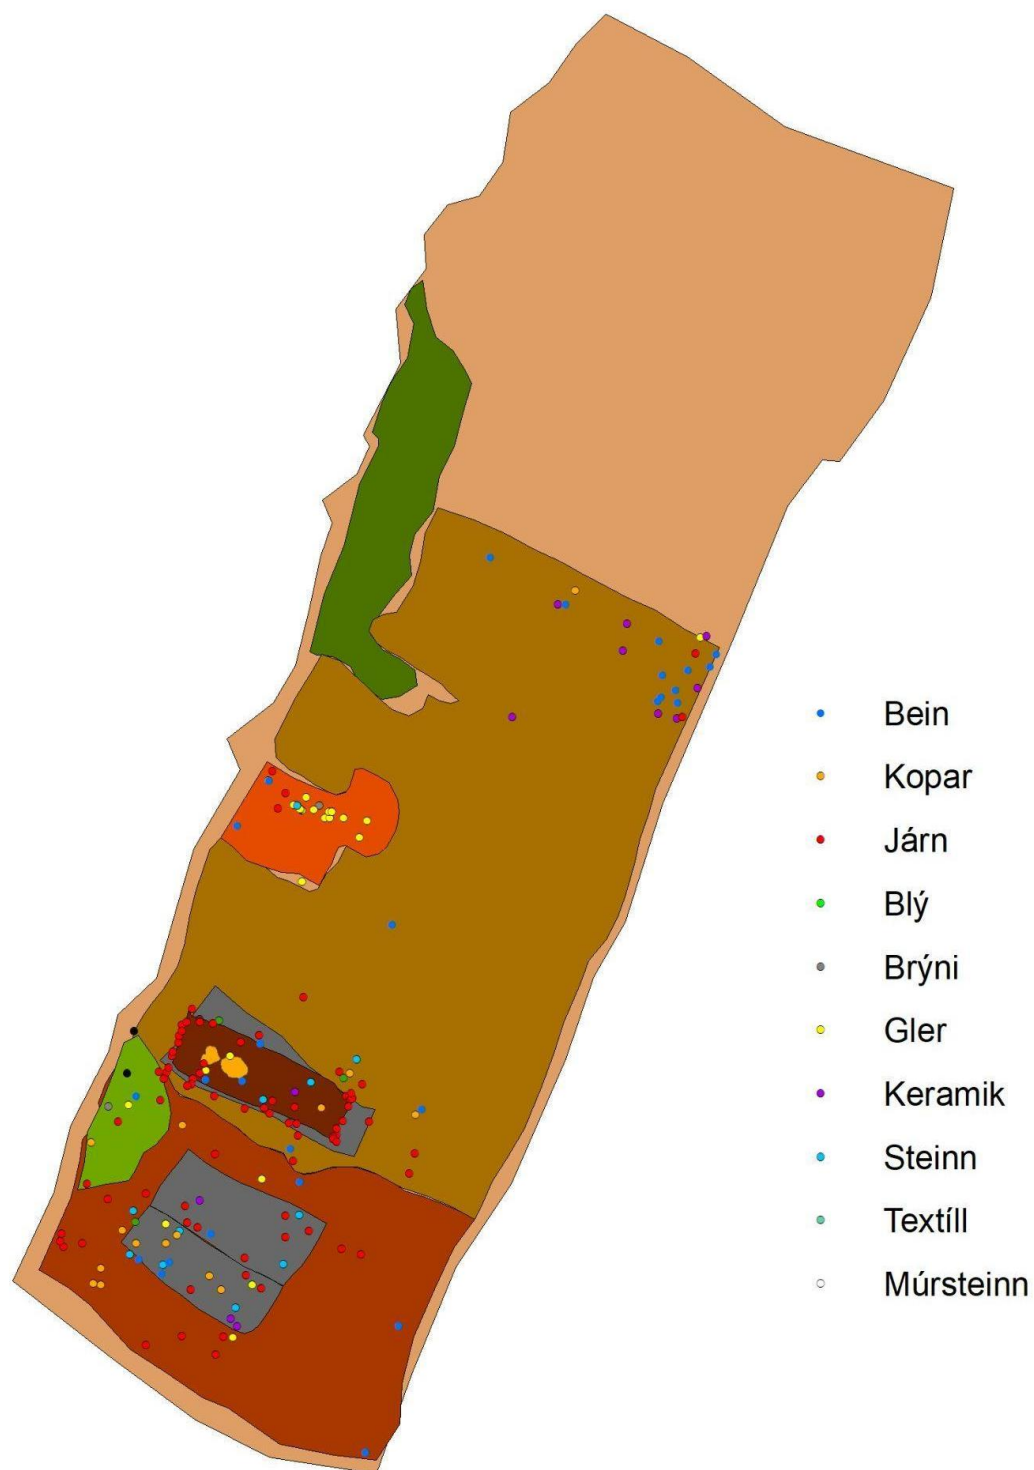 Bein
Kopar
Járn
Blý
Brýni
Gler
Keramik
Steinn
Textíll
Múrsteinn